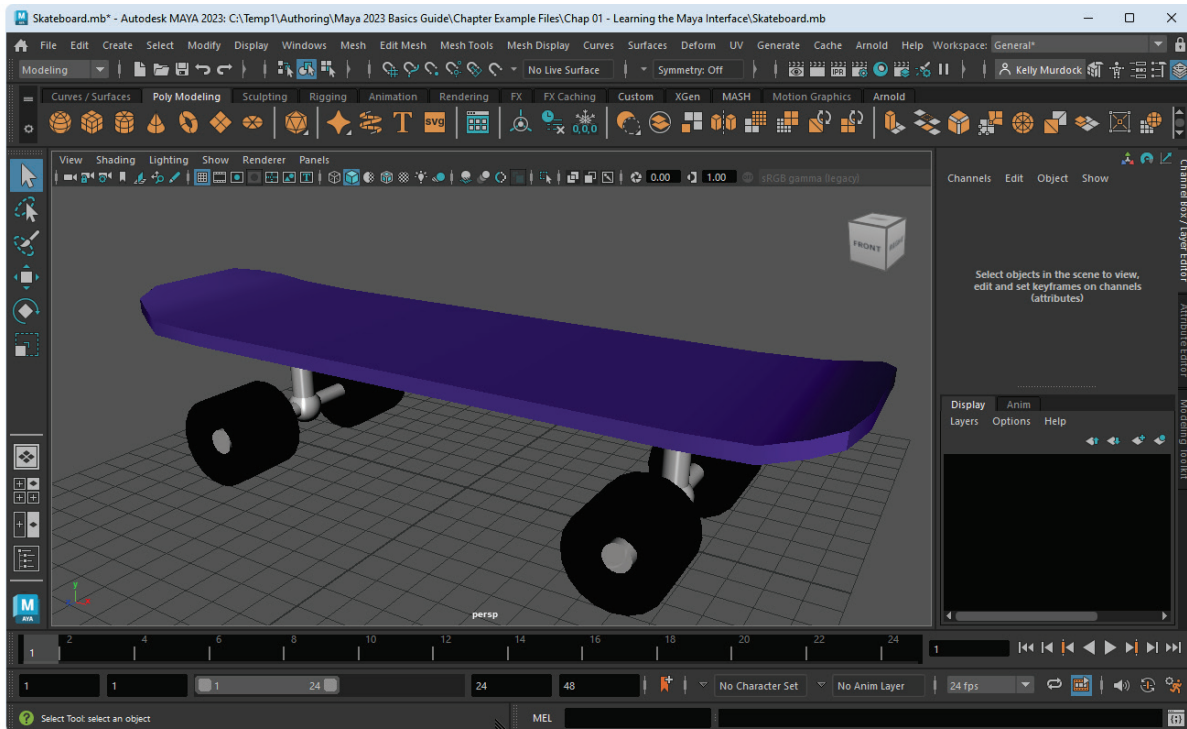 Skateboard.mb* - Autodesk MAYA 2023: C:\Temp1\Authoring\Maya 2023 Basics Guide\Chapter Example Files\Chap 01 - Learning the Maya Interface\Skateboard.mb
File Edit Create Select Modify Display Windows Mesh Edit Mesh Mesh Tools Mesh Display Curves Surfaces Deform UV Generate Cache Arnold Help Workspace: General*
Modeling No Live Surface Symmetry: Off IPR Kelly Murdock
Curves / Surfaces Poly Modeling Sculpting Rigging Animation Rendering FX FX Caching Custom XGen MASH Motion Graphics Arnold
T SVG 0,0,0
View Shading Lighting Show Renderer Panels
0.00 1.00 sRGB gamma (legacy)
Channels Edit Object Show
Channel Box / Layer Editor
Attribute Editor
Modeling Toolkit
FRONT RIGHT
Select objects in the scene to view,
edit and set keyframes on channels
(attributes)
Display Anim
Layers Options Help
y
persp
M
AYA
1 2 4 6 8 10 12 14 16 18 20 22 24 1
1 1 1 24 24 48 No Character Set No Anim Layer 24 fps
Select Tool: select an object MEL